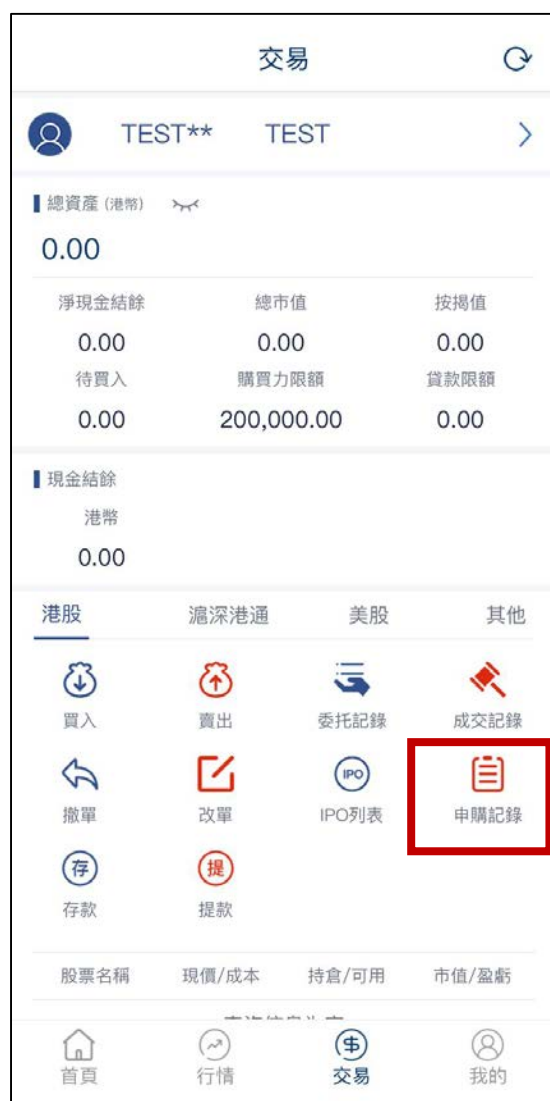 交易
TEST** TEST
總資產 (港幣)
0.00
淨現金結餘 總市值 按揭值
0.00 0.00 0.00
待買入 購買力限額 貸款限額
0.00 200,000.00 0.00
現金結餘
港幣
0.00
港股 滬深港通 美股 其他
買入 賣出 委托記錄 成交記錄
IPO
撤單 改單 IPO列表 申購記錄
存 提
存款 提款
股票名稱 現價/成本 持倉/可用 市值/盈虧
首頁 行情 交易 我的